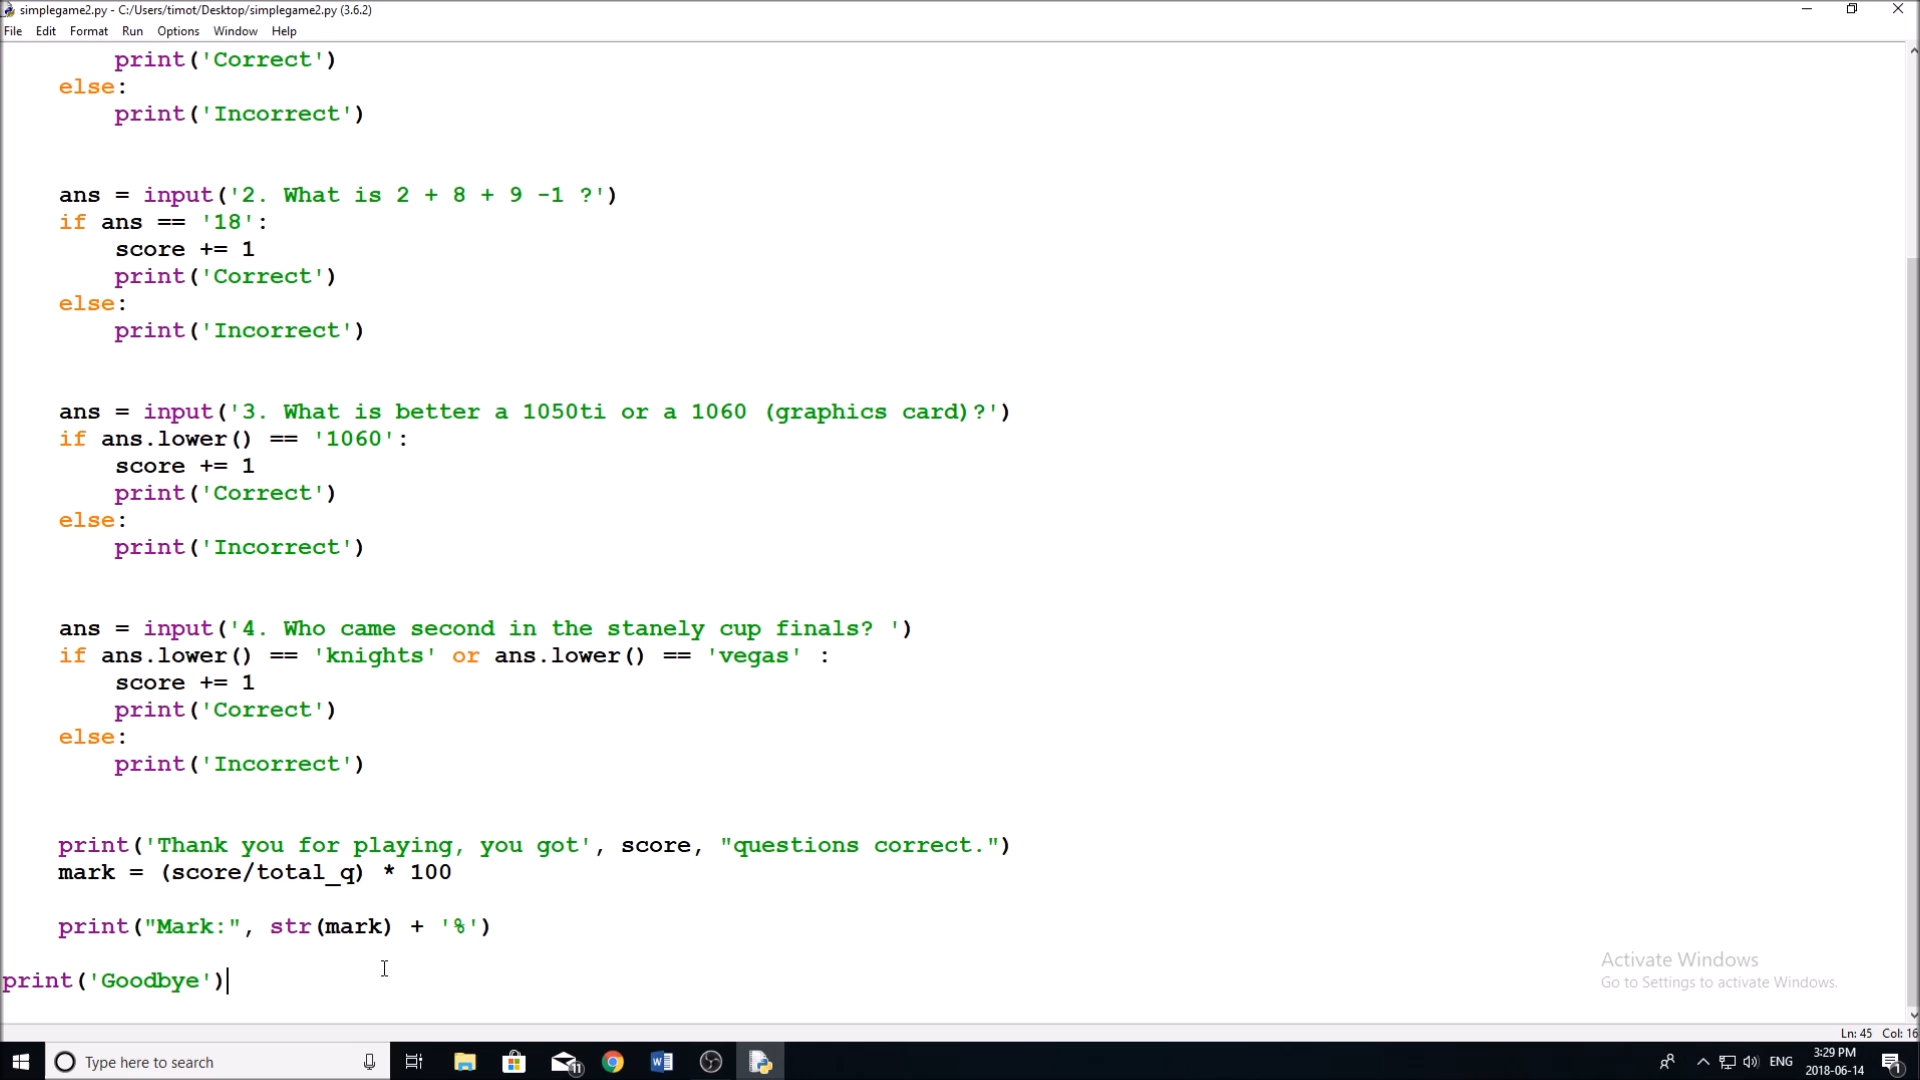 simplegame2.py - C:/Users/timot/Desktop/simplegame2.py (3.6.2)
File Edit Format Run Options Window Help
        print('Correct')
    else:
        print('Incorrect')
    ans = input('2. What is 2 + 8 + 9 -1 ?')
    if ans == '18':
        score += 1
        print('Correct')
    else:
        print('Incorrect')
    ans = input('3. What is better a 1050ti or a 1060 (graphics card)?')
    if ans.lower() == '1060':
        score += 1
        print('Correct')
    else:
        print('Incorrect')
    ans = input('4. Who came second in the stanely cup finals? ')
    if ans.lower() == 'knights' or ans.lower() == 'vegas' :
        score += 1
        print('Correct')
    else:
        print('Incorrect')
    print('Thank you for playing, you got', score, "questions correct.")
    mark = (score/total_q) * 100
    print("Mark:", str(mark) + '%')
print('Goodbye')
Activate Windows
Go to Settings to activate Windows.
Ln: 45 Col: 16
Type here to search
11
ENG
3:29 PM
2018-06-14
1